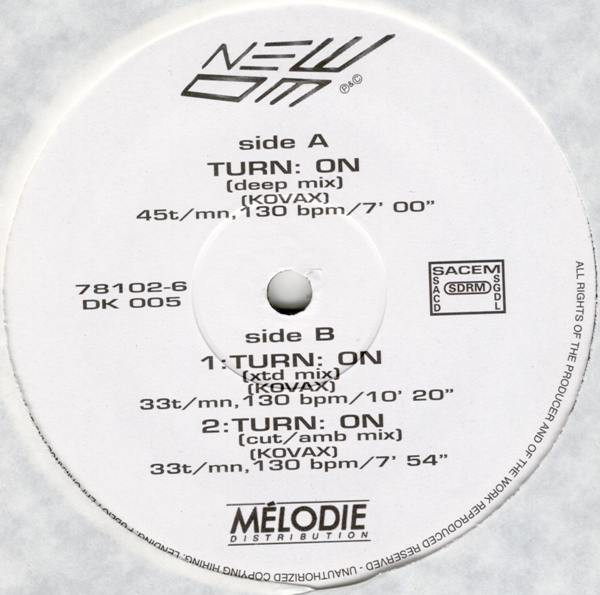 NEW
OM
P&C
side A
TURN: ON
(deep mix)
(KOVAX)
45t/mn,130 bpm/7' 00"
78102-6
DK 005
SACEM
SACD
SDRM
SGDL
side B
1:TURN: ON
(xtd mix)
(KOVAX)
33t/mn,130 bpm/10' 20"
2:TURN: ON
(cut/amb mix)
(KOVAX)
33t/mn,130 bpm/7' 54"
MÉLODIE
DISTRIBUTION
ALL RIGHTS OF THE PRODUCER AND OF THE WORK REPRODUCED RESERVED - UNAUTHORIZED COPYING HIRING, LENDING, PUBLIC